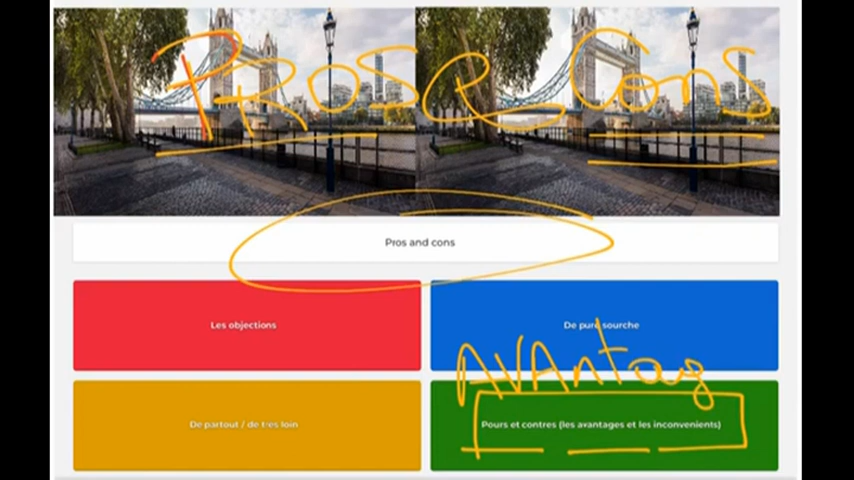 Pros e Cons
Pros and cons
Les objections
De pure sourche
AVAntag
De partout / de très loin
Pours et contres (les avantages et les inconvenients)